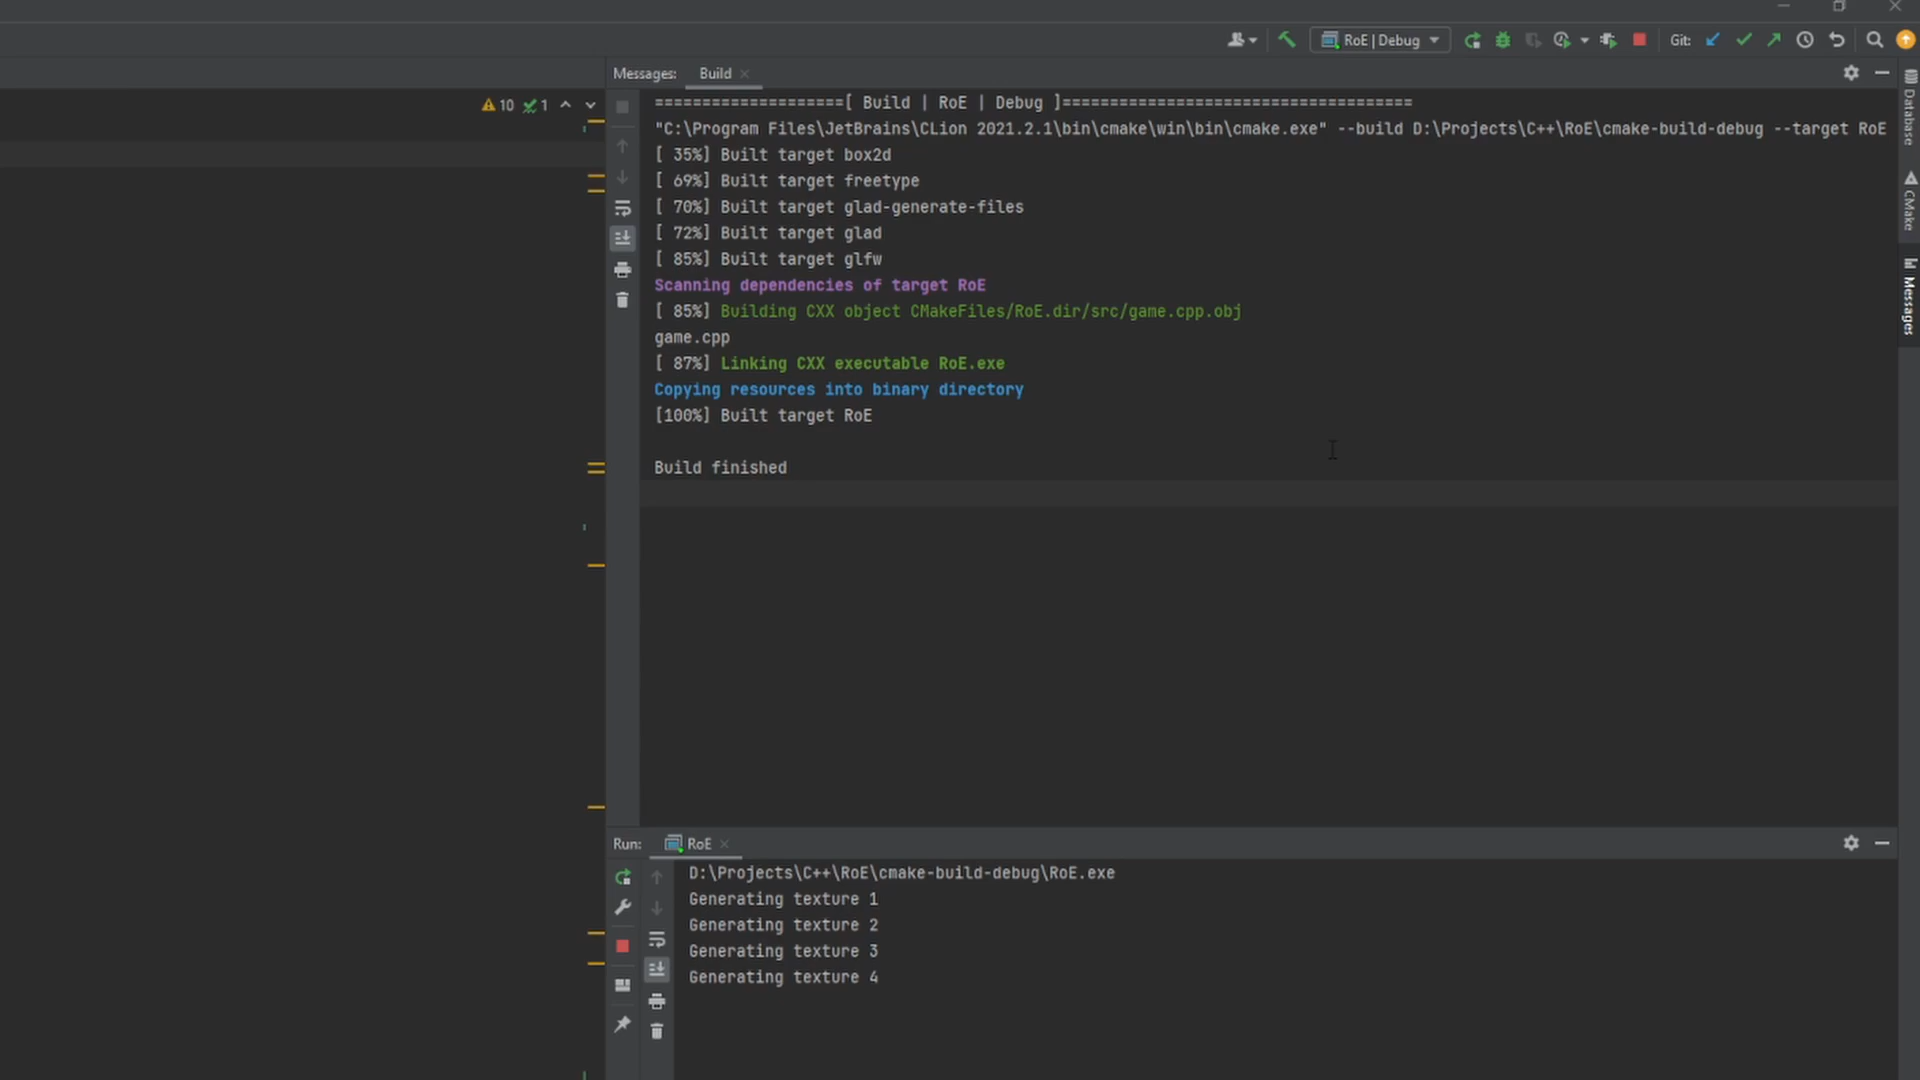 RoE | Debug
Git:
Messages: Build
10 1
====================[ Build | RoE | Debug ]=====================================
"C:\Program Files\JetBrains\CLion 2021.2.1\bin\cmake\win\bin\cmake.exe" --build D:\Projects\C++\RoE\cmake-build-debug --target RoE
[ 35%] Built target box2d
[ 69%] Built target freetype
[ 70%] Built target glad-generate-files
[ 72%] Built target glad
[ 85%] Built target glfw
Scanning dependencies of target RoE
[ 85%] Building CXX object CMakeFiles/RoE.dir/src/game.cpp.obj
game.cpp
[ 87%] Linking CXX executable RoE.exe
Copying resources into binary directory
[100%] Built target RoE
Build finished
Database
CMake
Messages
Run: RoE
D:\Projects\C++\RoE\cmake-build-debug\RoE.exe
Generating texture 1
Generating texture 2
Generating texture 3
Generating texture 4